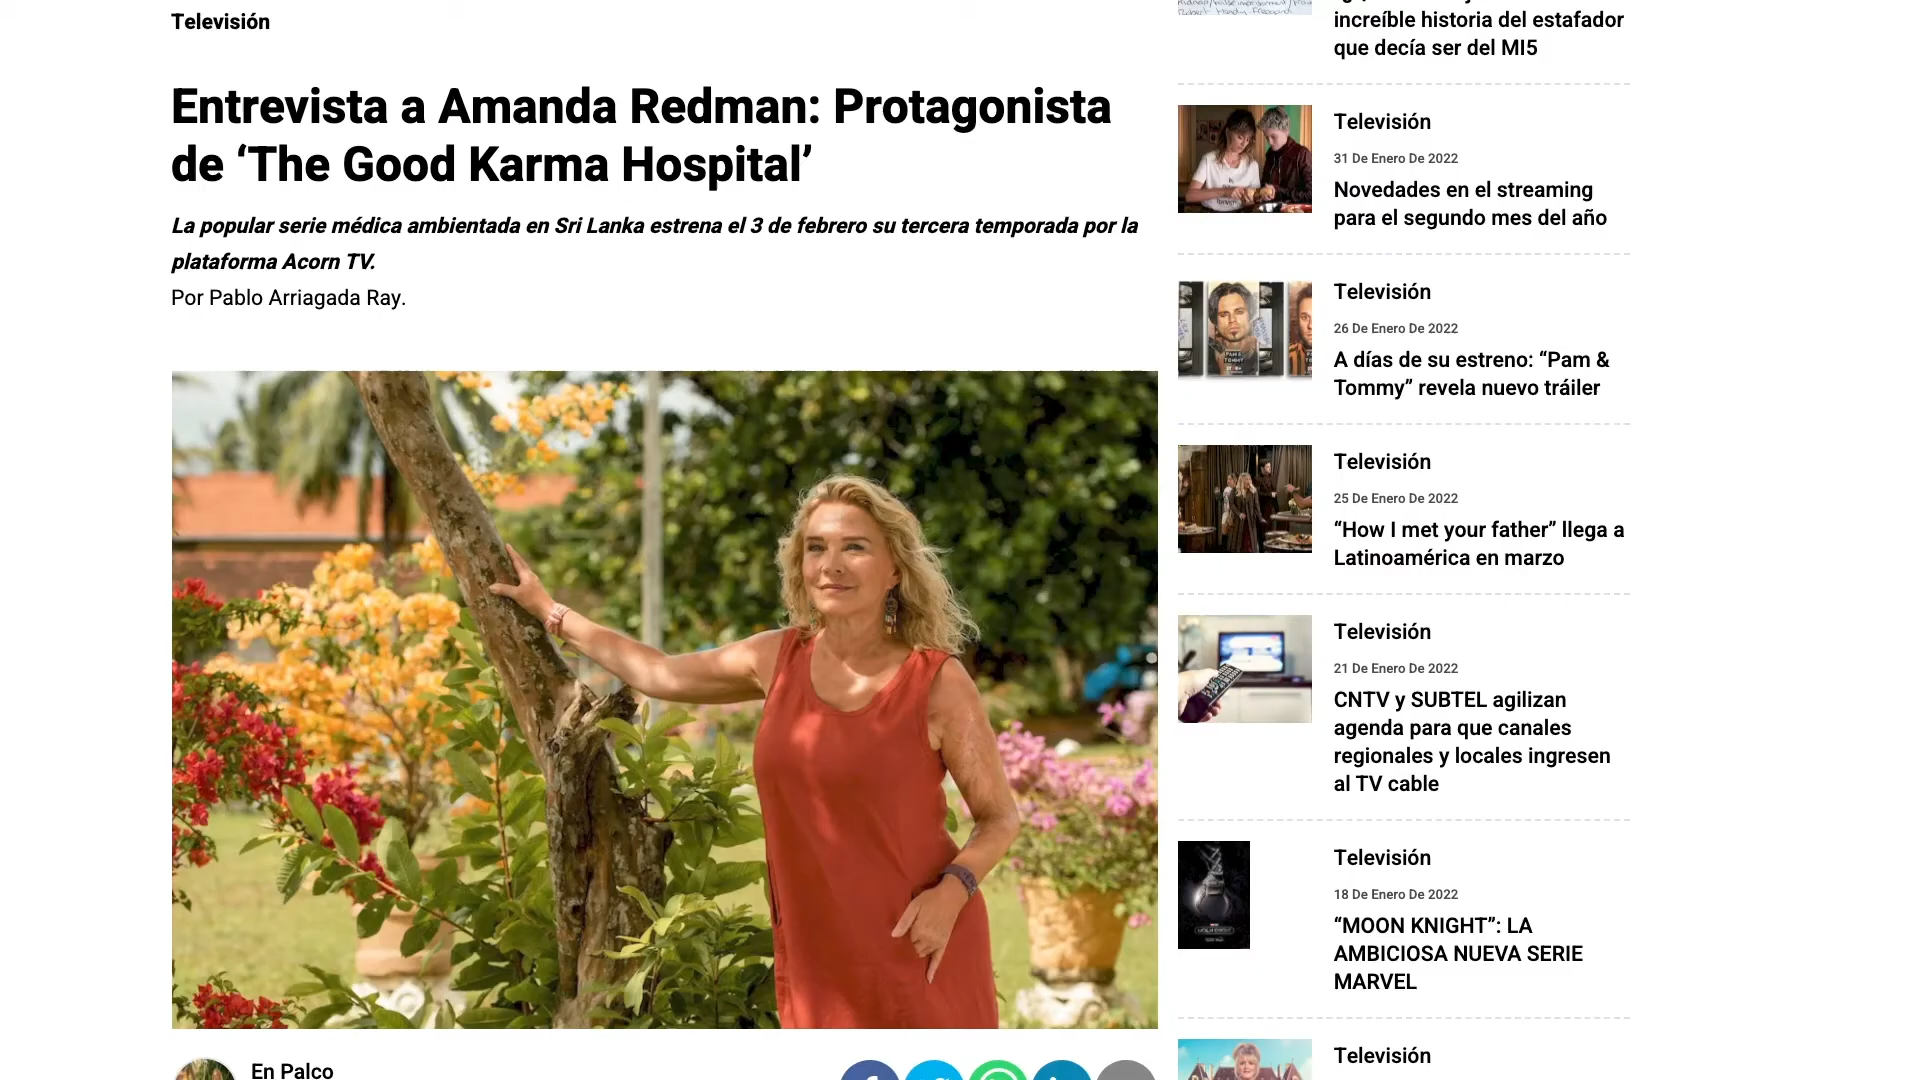 Televisión
Entrevista a Amanda Redman: Protagonista
de ‘The Good Karma Hospital’
La popular serie médica ambientada en Sri Lanka estrena el 3 de febrero su tercera temporada por la
plataforma Acorn TV.
Por Pablo Arriagada Ray.
En Palco
increíble historia del estafador
que decía ser del MI5
Televisión
31 De Enero De 2022
Novedades en el streaming
para el segundo mes del año
Televisión
26 De Enero De 2022
A días de su estreno: “Pam &
Tommy” revela nuevo tráiler
Televisión
25 De Enero De 2022
“How I met your father” llega a
Latinoamérica en marzo
Televisión
21 De Enero De 2022
CNTV y SUBTEL agilizan
agenda para que canales
regionales y locales ingresen
al TV cable
Televisión
18 De Enero De 2022
“MOON KNIGHT”: LA
AMBICIOSA NUEVA SERIE
MARVEL
Televisión